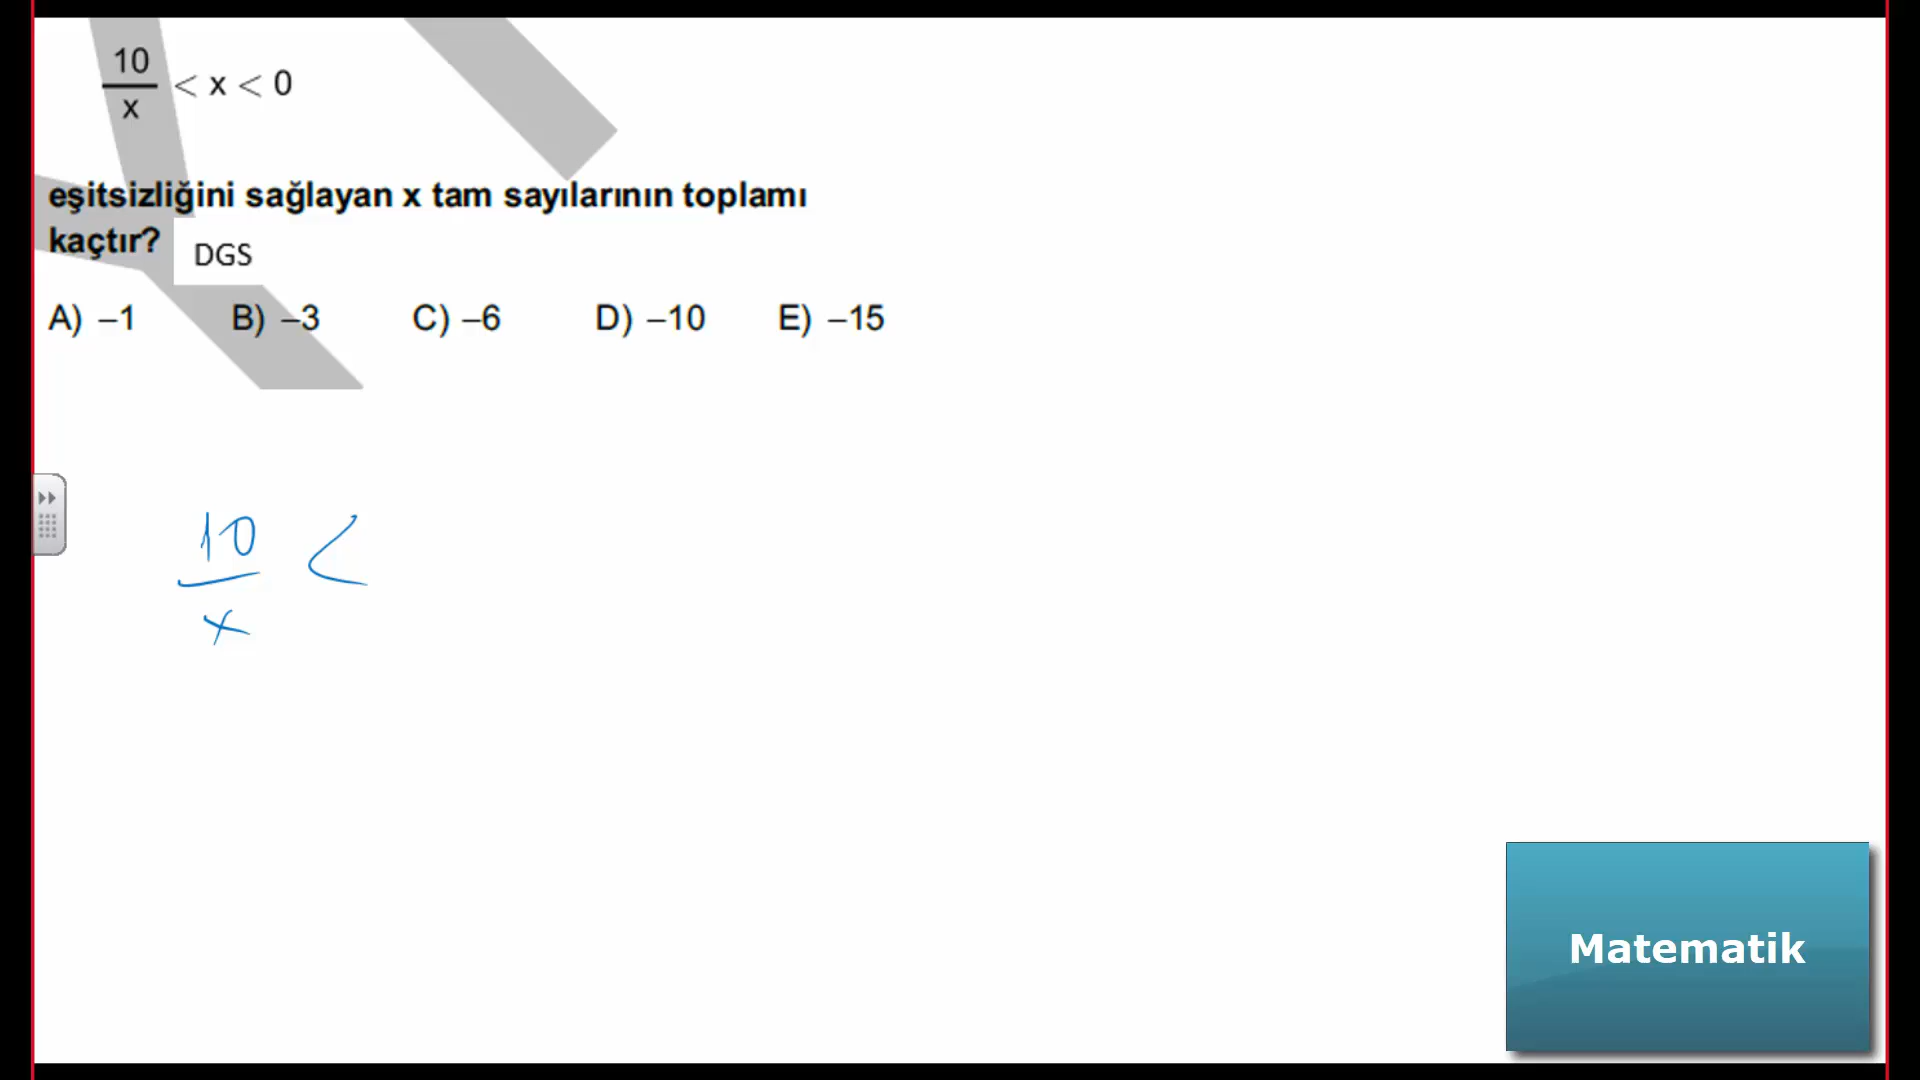 10/x < x < 0
eşitsizliğini sağlayan x tam sayılarının toplamı
kaçtır? DGS
A) –1 B) –3 C) –6 D) –10 E) –15
10/x <
Matematik